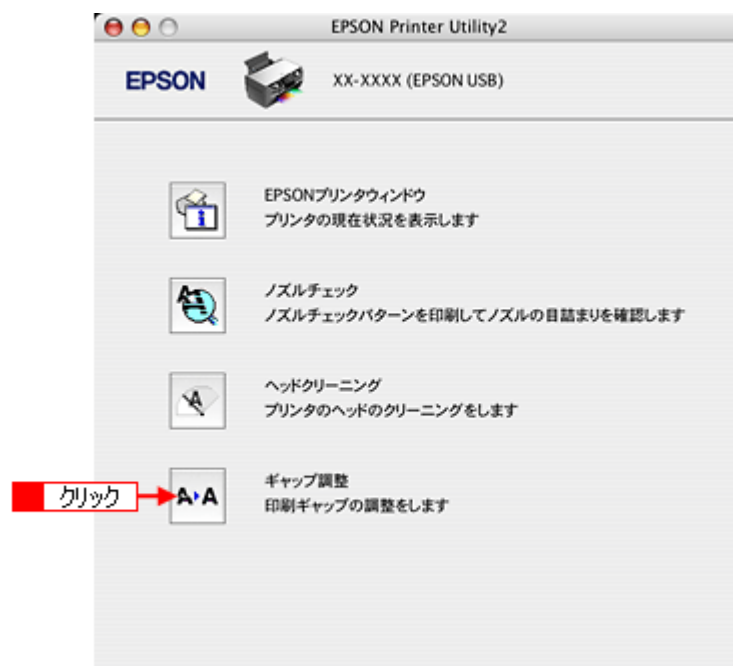 EPSON Printer Utility2
EPSON
XX-XXXX (EPSON USB)
EPSONプリンタウィンドウ
プリンタの現在状況を表示します
ノズルチェック
ノズルチェックパターンを印刷してノズルの目詰まりを確認します
ヘッドクリーニング
プリンタのヘッドのクリーニングをします
クリック
A A
ギャップ調整
印刷ギャップの調整をします